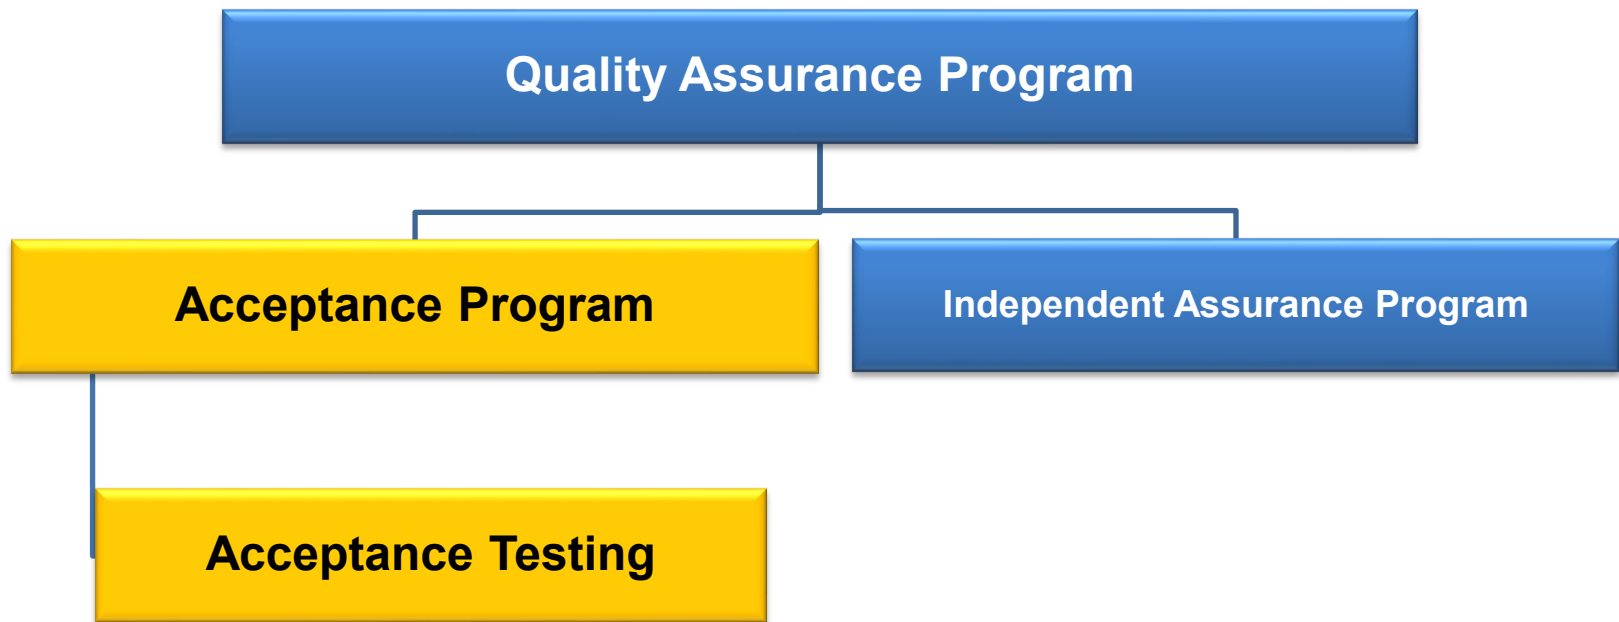 Quality Assurance Program
Acceptance Program
Independent Assurance Program
Acceptance Testing